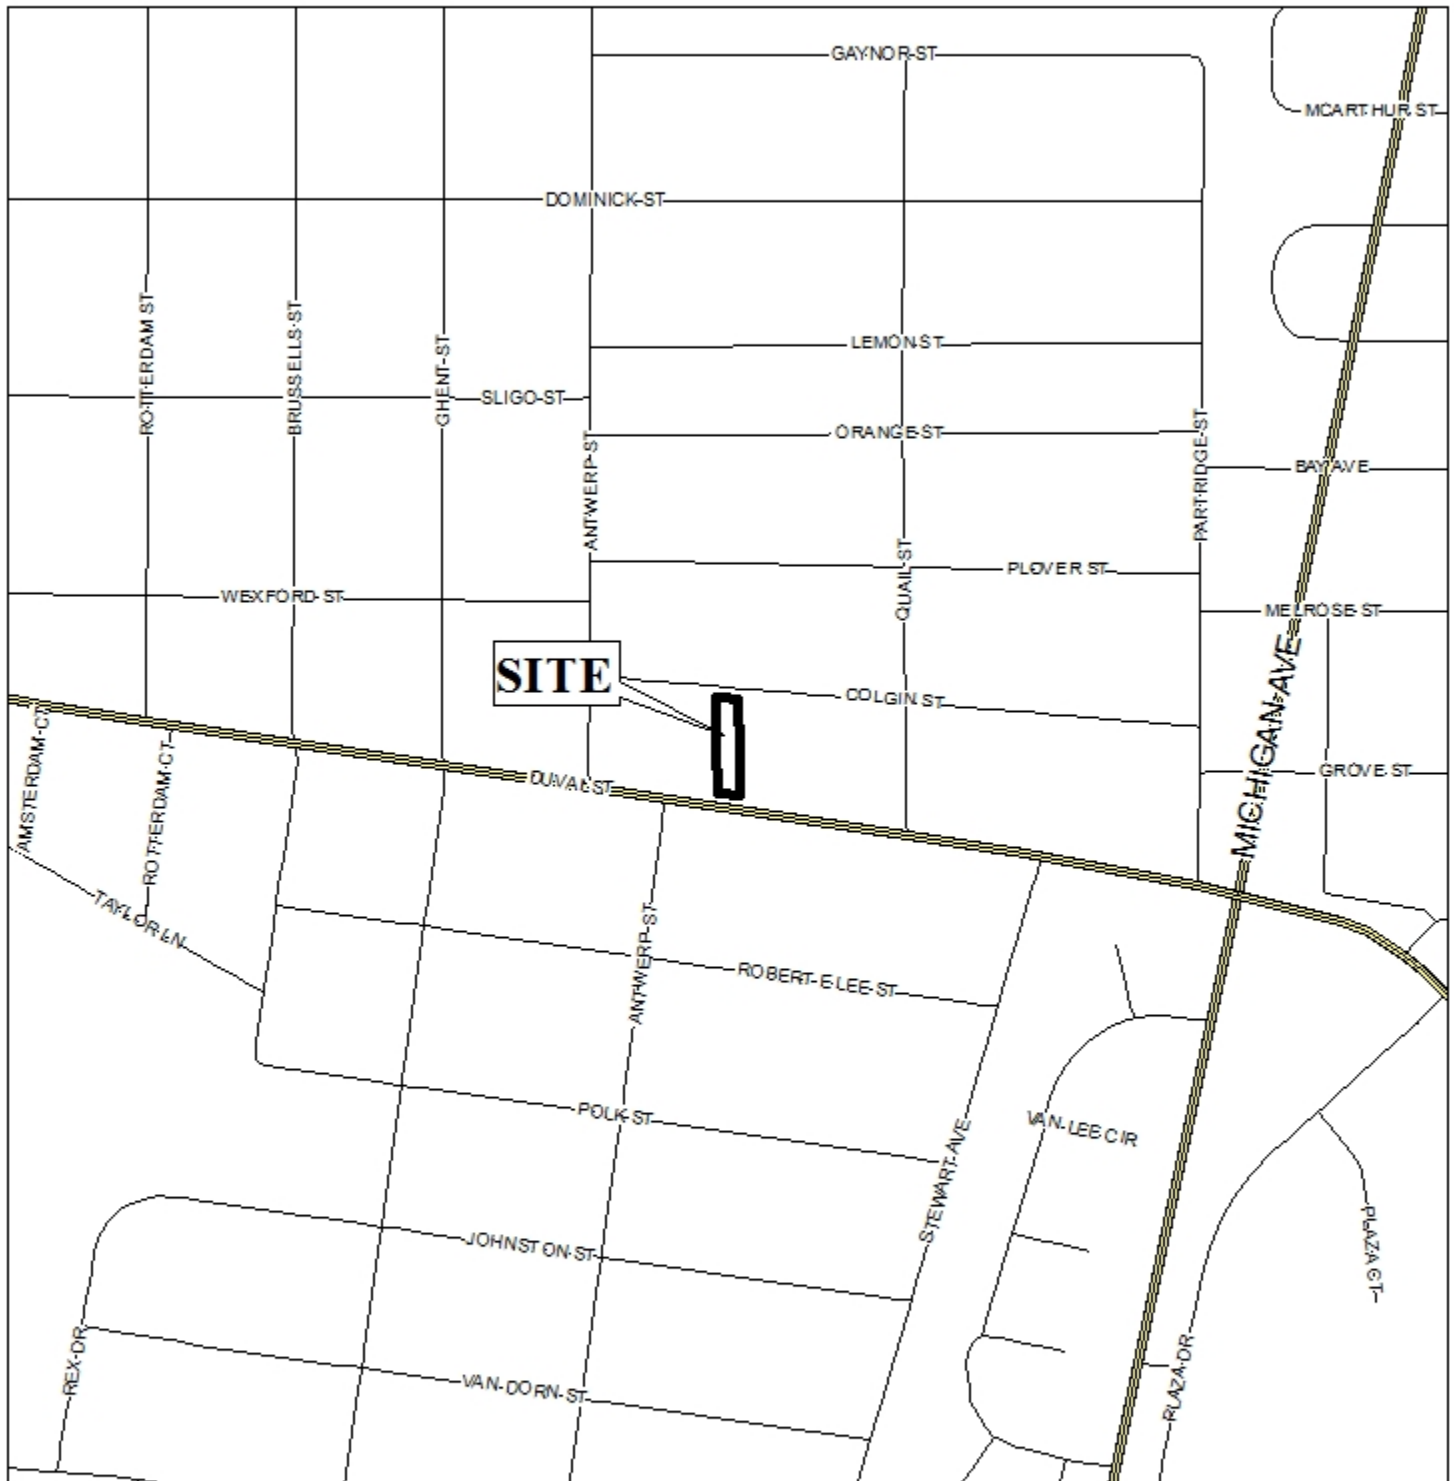 GAYNOR ST
MCARTHUR ST
DOMINICK ST
ROTTERDAM ST
BRUSSELLS ST
GHENT ST
LEMON ST
SLIGO ST
ANTWERP ST
ORANGE ST
PARTRIDGE ST
BAY AVE
QUAIL ST
PLOVER ST
WEXFORD ST
MELROSE ST
SITE
COLGIN ST
MICHIGAN AVE
AMSTERDAM CT
ROTTERDAM CT
DUVAL ST
GROVE ST
TAYLOR LN
ANTWERP ST
ROBERT E LEE ST
POLK ST
STEWART AVE
VAN LEE CIR
JOHNSTON ST
PLAZA CT
REX DR
VAN DORN ST
PLAZA DR